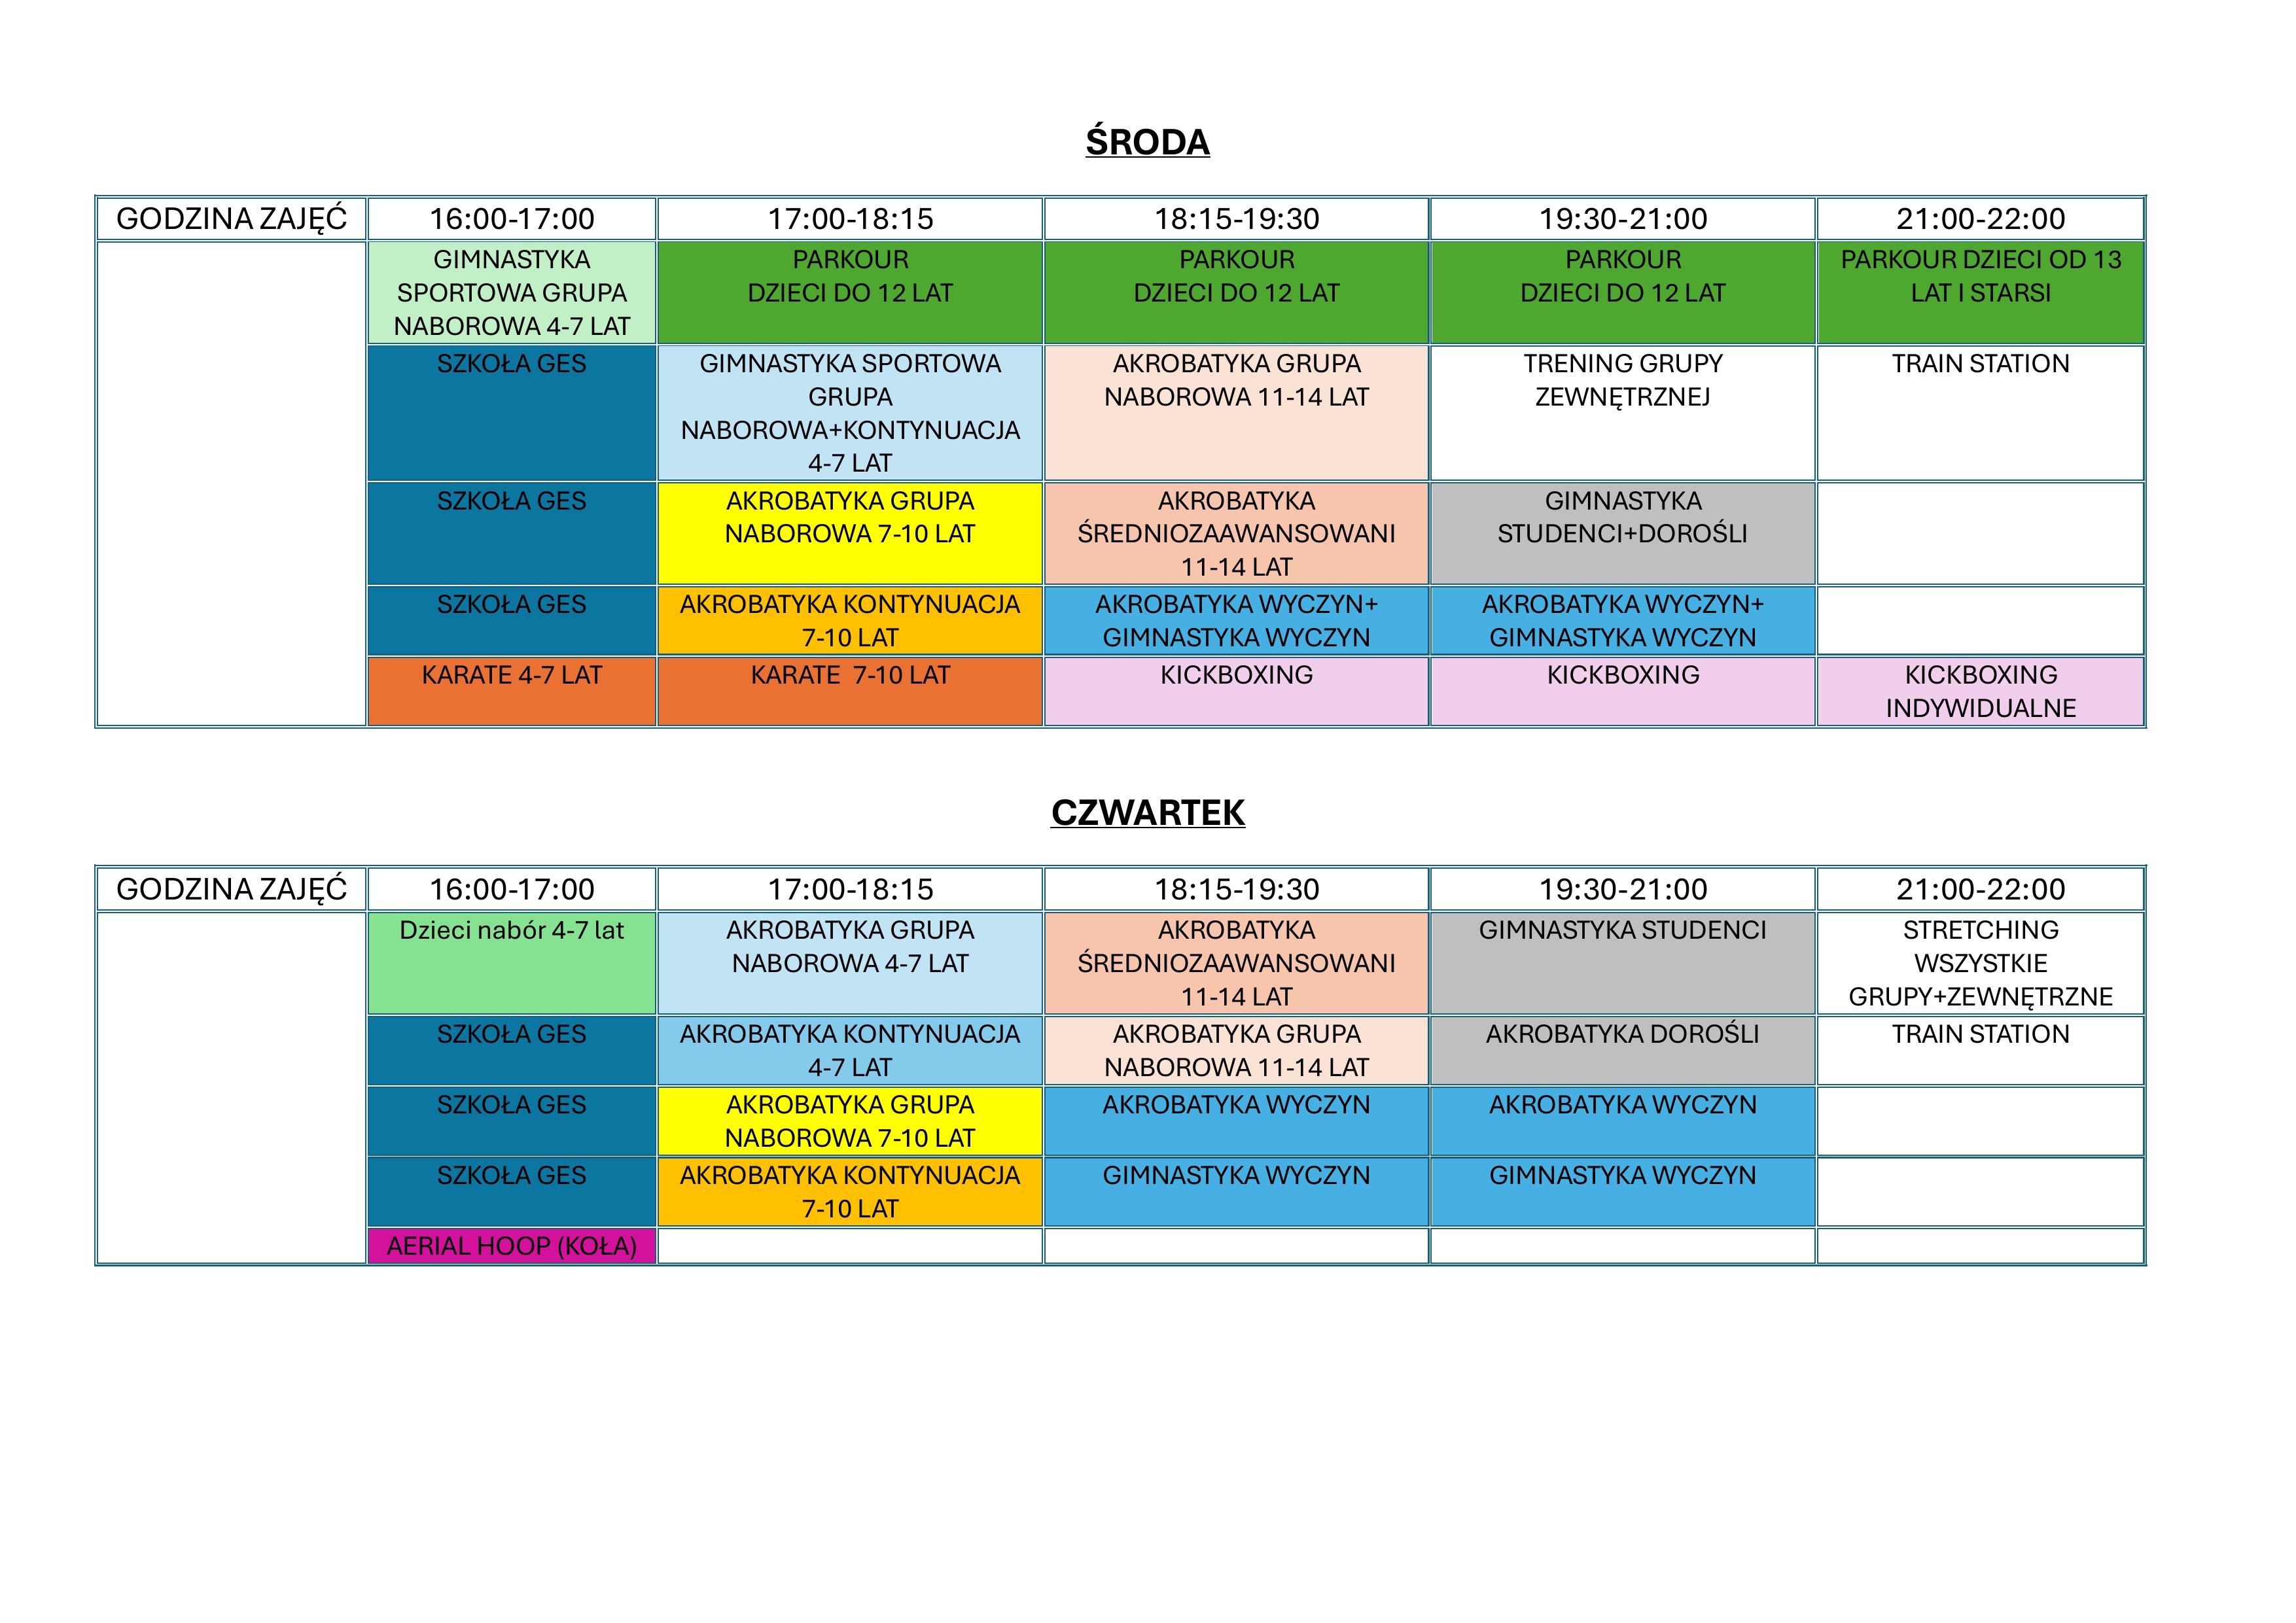 ŚRODA
GODZINA ZAJĘĆ 16:00-17:00 17:00-18:15 18:15-19:30 19:30-21:00 21:00-22:00
GIMNASTYKA PARKOUR PARKOUR PARKOUR PARKOUR DZIECI OD 13
SPORTOWA GRUPA DZIECI DO 12 LAT DZIECI DO 12 LAT DZIECI DO 12 LAT LAT I STARSI
NABOROWA 4-7 LAT
SZKOŁA GES GIMNASTYKA SPORTOWA AKROBATYKA GRUPA TRENING GRUPY TRAIN STATION
GRUPA NABOROWA 11-14 LAT ZEWNĘTRZNEJ
NABOROWA+KONTYNUACJA
4-7 LAT
SZKOŁA GES AKROBATYKA GRUPA AKROBATYKA GIMNASTYKA
NABOROWA 7-10 LAT ŚREDNIOZAAWANSOWANI STUDENCI+DOROŚLI
11-14 LAT
SZKOŁA GES AKROBATYKA KONTYNUACJA AKROBATYKA WYCZYN+ AKROBATYKA WYCZYN+
7-10 LAT GIMNASTYKA WYCZYN GIMNASTYKA WYCZYN
KARATE 4-7 LAT KARATE 7-10 LAT KICKBOXING KICKBOXING KICKBOXING
INDYWIDUALNE
CZWARTEK
GODZINA ZAJĘĆ 16:00-17:00 17:00-18:15 18:15-19:30 19:30-21:00 21:00-22:00
Dzieci nabór 4-7 lat AKROBATYKA GRUPA AKROBATYKA GIMNASTYKA STUDENCI STRETCHING
NABOROWA 4-7 LAT ŚREDNIOZAAWANSOWANI WSZYSTKIE
11-14 LAT GRUPY+ZEWNĘTRZNE
SZKOŁA GES AKROBATYKA KONTYNUACJA AKROBATYKA GRUPA AKROBATYKA DOROŚLI TRAIN STATION
4-7 LAT NABOROWA 11-14 LAT
SZKOŁA GES AKROBATYKA GRUPA AKROBATYKA WYCZYN AKROBATYKA WYCZYN
NABOROWA 7-10 LAT
SZKOŁA GES AKROBATYKA KONTYNUACJA GIMNASTYKA WYCZYN GIMNASTYKA WYCZYN
7-10 LAT
AERIAL HOOP (KOŁA)